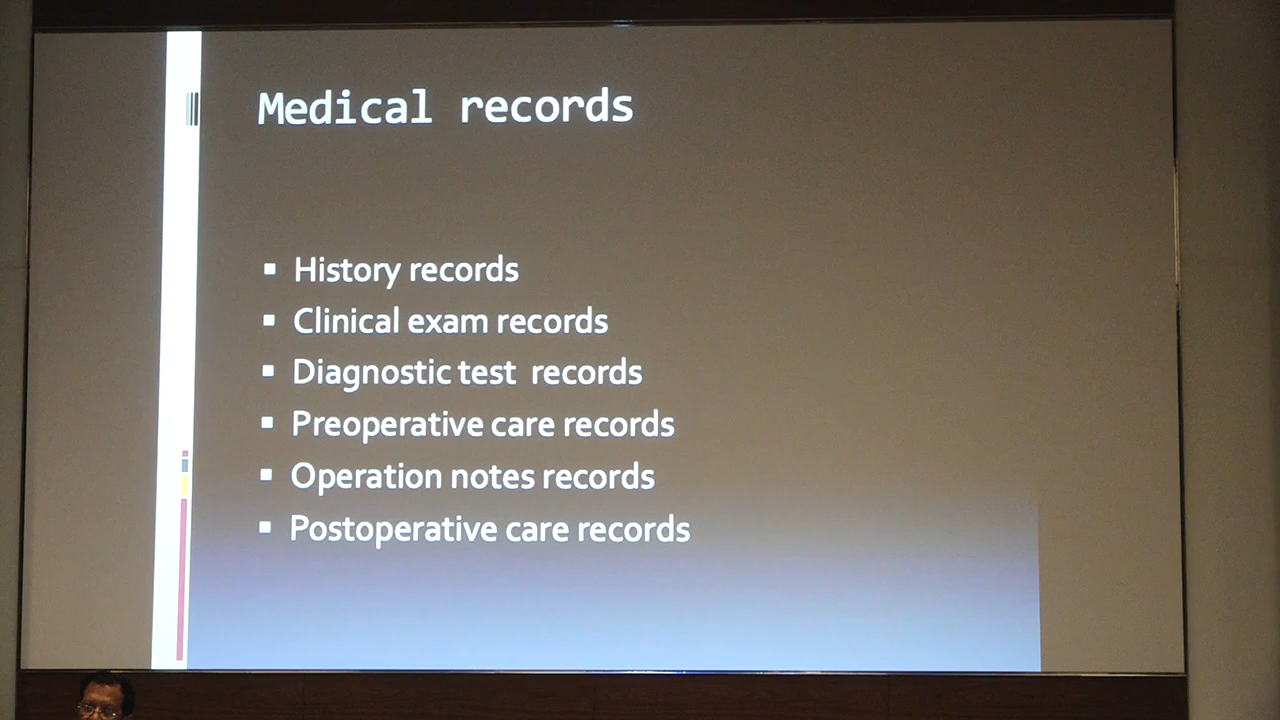 Medical records
▪ History records
▪ Clinical exam records
▪ Diagnostic test records
▪ Preoperative care records
▪ Operation notes records
▪ Postoperative care records